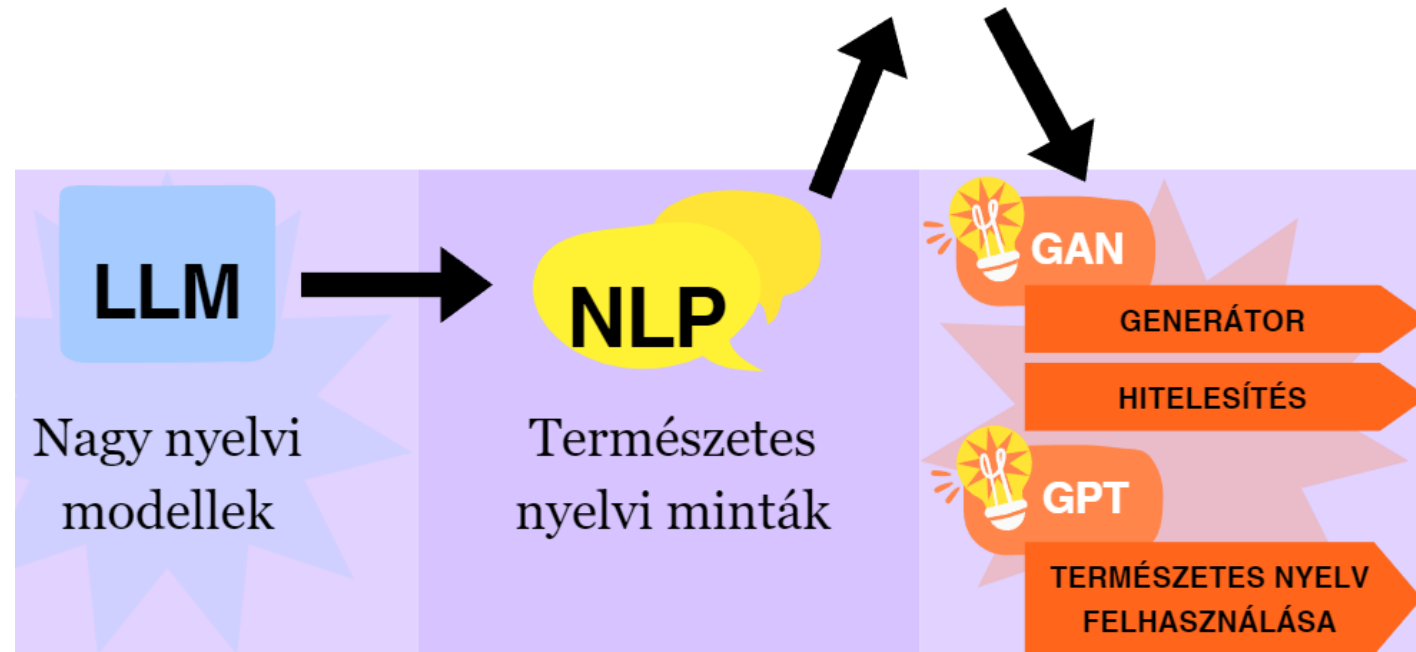 LLM
Nagy nyelvi
modellek
NLP
Természetes
nyelvi minták
GAN
GENERÁTOR
HITELESÍTÉS
GPT
TERMÉSZETES NYELV
FELHASZNÁLÁSA